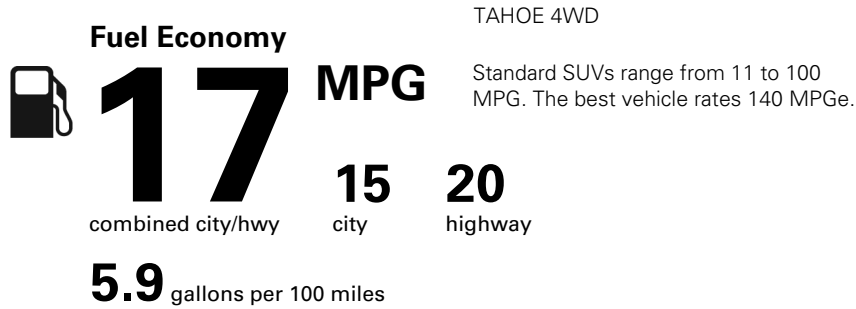 TAHOE 4WD
Fuel Economy
17 MPG
Standard SUVs range from 11 to 100
MPG. The best vehicle rates 140 MPGe.
combined city/hwy
15
city
20
highway
5.9 gallons per 100 miles